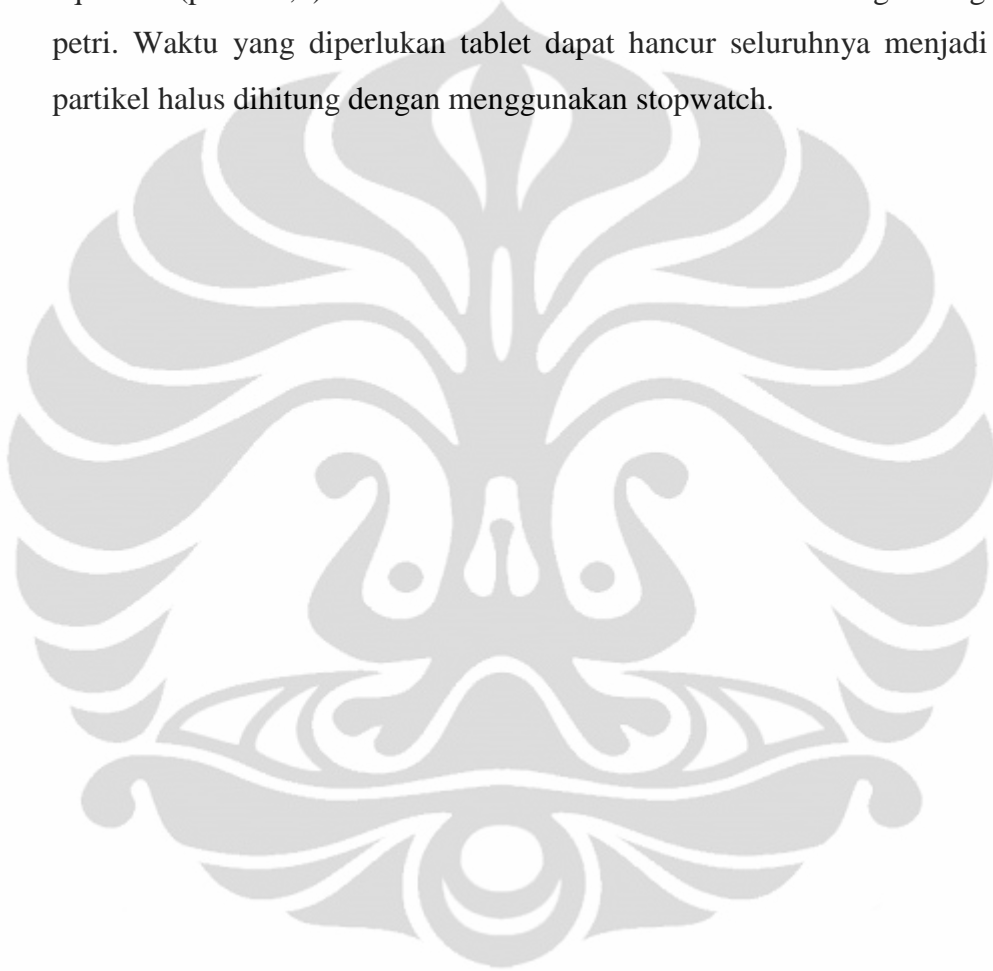 petri. Waktu yang diperlukan tablet dapat hancur seluruhnya menjadi
partikel halus dihitung dengan menggunakan stopwatch.